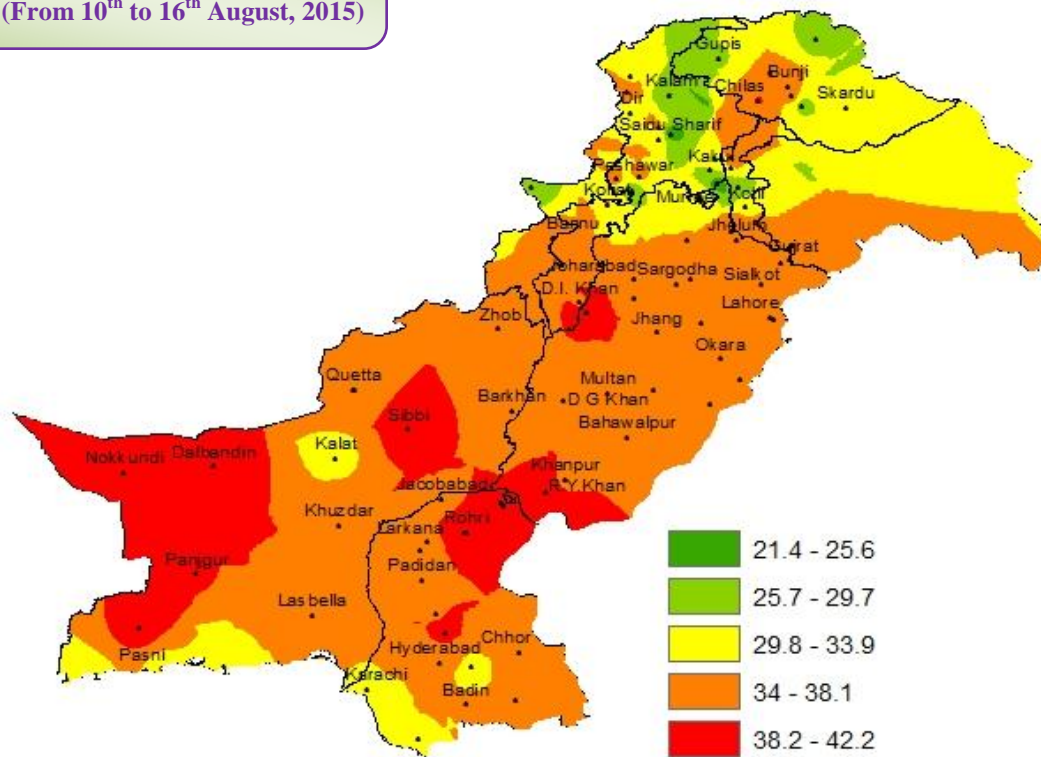 (From 10th to 16th August, 2015)
Gupis
Kalam
Chilas
Bunji
Dir
Skardu
Saidu Sharif
Peshawar
Kakul
Kohat
Murree
Kotli
Bannu
Jhelum
Gujrat
Joharabad
Sargodha
Sialkot
D.I. Khan
Lahore
Zhob
Jhang
Okara
Quetta
Multan
Barkhan
D G Khan
Sibbi
Bahawalpur
Kalat
Nokkundi
Dalbandin
Khanpur
Jacobabad
R.Y.Khan
Khuzdar
Rohri
Larkana
Panjgur
Padidan
Lasbella
Hyderabad
Chhor
Pasni
Karachi
Badin
21.4 - 25.6
25.7 - 29.7
29.8 - 33.9
34 - 38.1
38.2 - 42.2